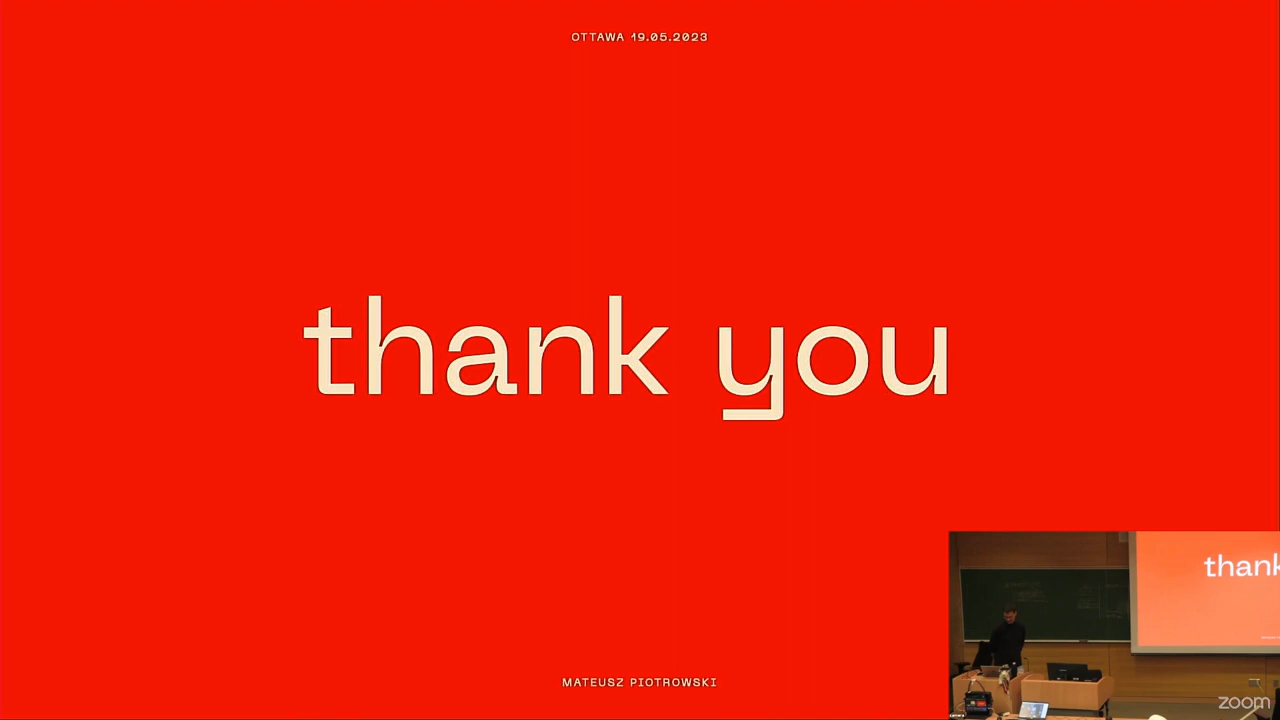 OTTAWA 19.05.2023
thank you
MATEUSZ PIOTROWSKI
thank
zoom